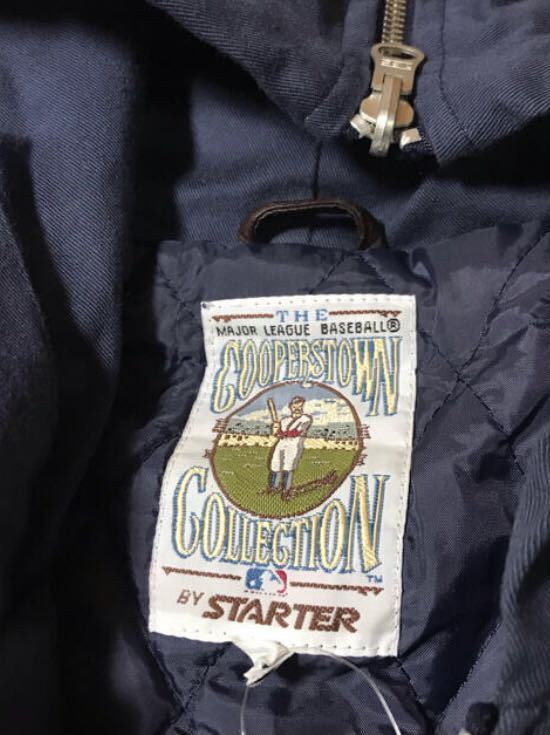 THE
MAJOR LEAGUE BASEBALL®
COOPERSTOWN
COLLECTION
TM
BY STARTER